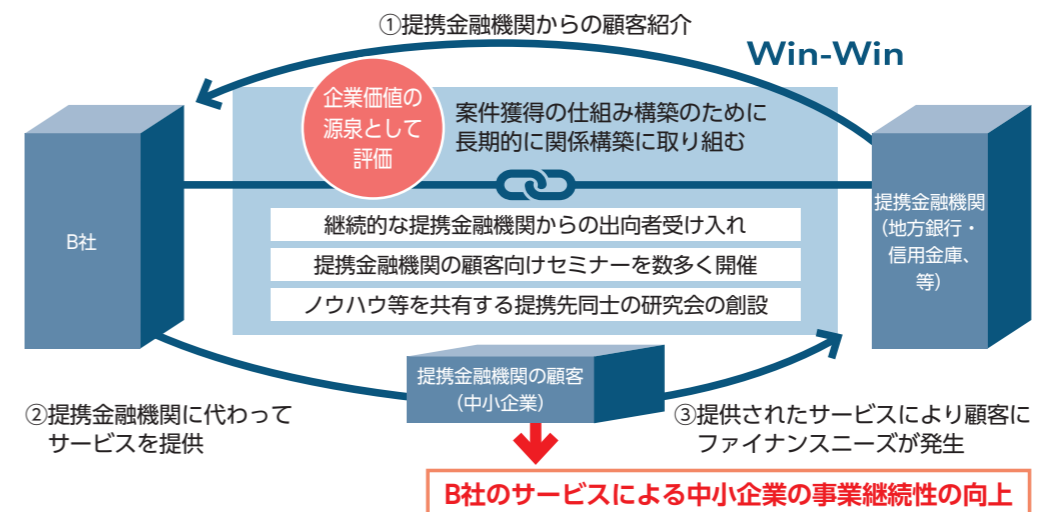 ①提携金融機関からの顧客紹介
Win-Win
企業価値の
源泉として
評価
案件獲得の仕組み構築のために
長期的に関係構築に取り組む
B社
提携金融機関
（地方銀行・
信用金庫、
等）
継続的な提携金融機関からの出向者受け入れ
提携金融機関の顧客向けセミナーを数多く開催
ノウハウ等を共有する提携先同士の研究会の創設
提携金融機関の顧客
（中小企業）
②提携金融機関に代わって
サービスを提供
③提供されたサービスにより顧客に
ファイナンスニーズが発生
B社のサービスによる中小企業の事業継続性の向上